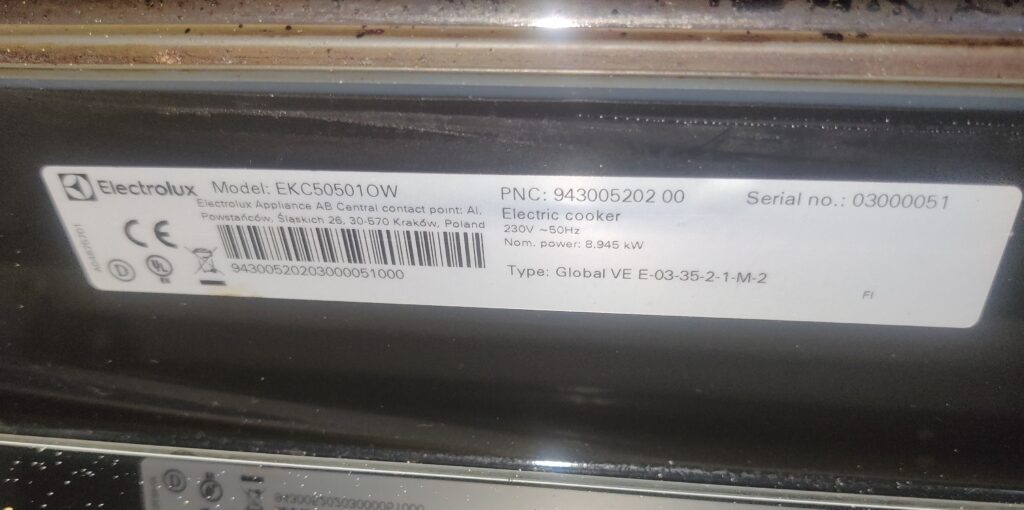 Electrolux Model: EKC50501OW
Electrolux Appliance AB Central contact point: Al.
Powstańców, Śląskich 26, 30-570 Kraków, Poland
94300520203000051000
PNC: 943005202 00
Electric cooker
230V ~50Hz
Nom. power: 8.945 kW
Type: Global VE E-03-35-2-1-M-2
Serial no.: 03000051
FI
CE
D
UL